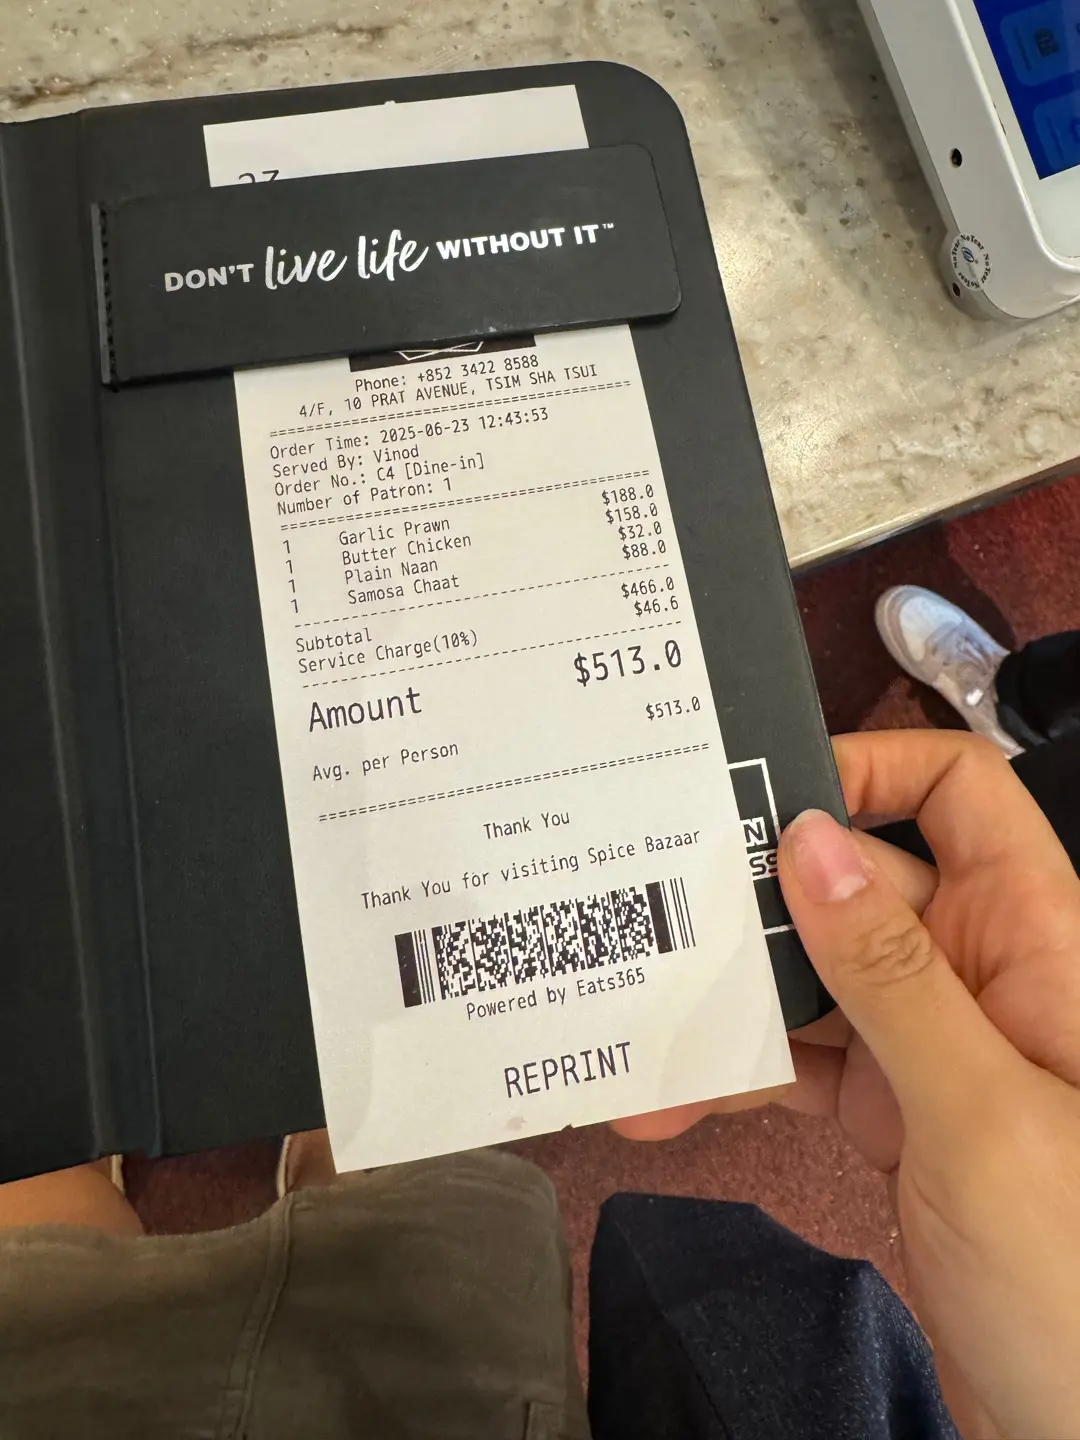 DON'T live life WITHOUT IT™
Phone: +852 3422 8588
4/F, 10 PRAT AVENUE, TSIM SHA TSUI
================================================
Order Time: 2025-06-23 12:43:53
Served By: Vinod
Order No.: C4 [Dine-in]
Number of Patron: 1
================================================
1 Garlic Prawn $188.0
1 Butter Chicken $158.0
1 Plain Naan $32.0
1 Samosa Chaat $88.0
------------------------------------------------
Subtotal $466.0
Service Charge(10%) $46.6
------------------------------------------------
Amount $513.0
Avg. per Person $513.0
================================================
Thank You
Thank You for visiting Spice Bazaar
Powered by Eats365
REPRINT